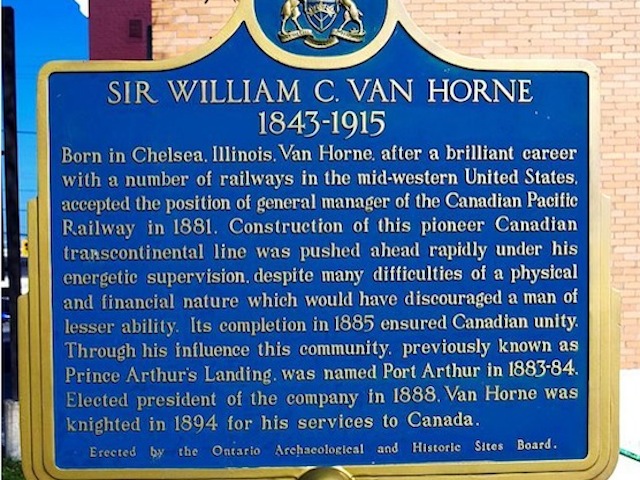 SIR WILLIAM C. VAN HORNE
1843-1915
Born in Chelsea, Illinois, Van Horne, after a brilliant career
with a number of railways in the mid-western United States,
accepted the position of general manager of the Canadian Pacific
Railway in 1881. Construction of this pioneer Canadian
transcontinental line was pushed ahead rapidly under his
energetic supervision, despite many difficulties of a physical
and financial nature which would have discouraged a man of
lesser ability. Its completion in 1885 ensured Canadian unity.
Through his influence this community, previously known as
Prince Arthur's Landing, was named Port Arthur in 1883-84.
Elected president of the company in 1888, Van Horne was
knighted in 1894 for his services to Canada.
Erected by the Ontario Archaeological and Historic Sites Board.